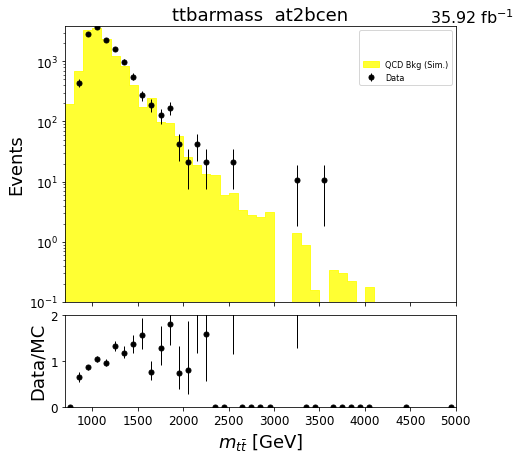 ttbarmass at2bcen
35.92 fb⁻¹
QCD Bkg (Sim.)
Data
Events
10³
10²
10¹
10⁰
10⁻¹
Data/MC
2
1
0
1000 1500 2000 2500 3000 3500 4000 4500 5000
m_{tt̄} [GeV]